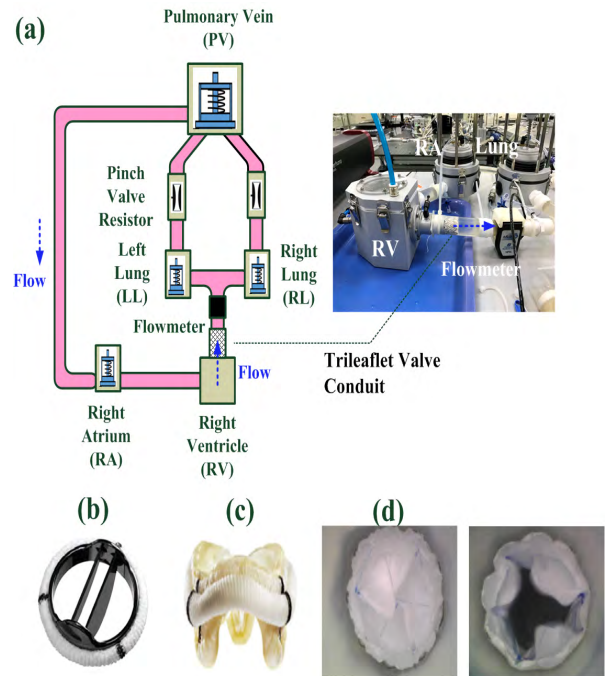 (a)
Pulmonary Vein
(PV)
Pinch
Valve
Resistor
Flow
Left
Lung
(LL)
Right
Lung
(RL)
Flowmeter
Flow
Right
Atrium
(RA)
Right
Ventricle
(RV)
Trileaflet Valve
Conduit
RA
Lung
RV
Flowmeter
(b)
(c)
(d)